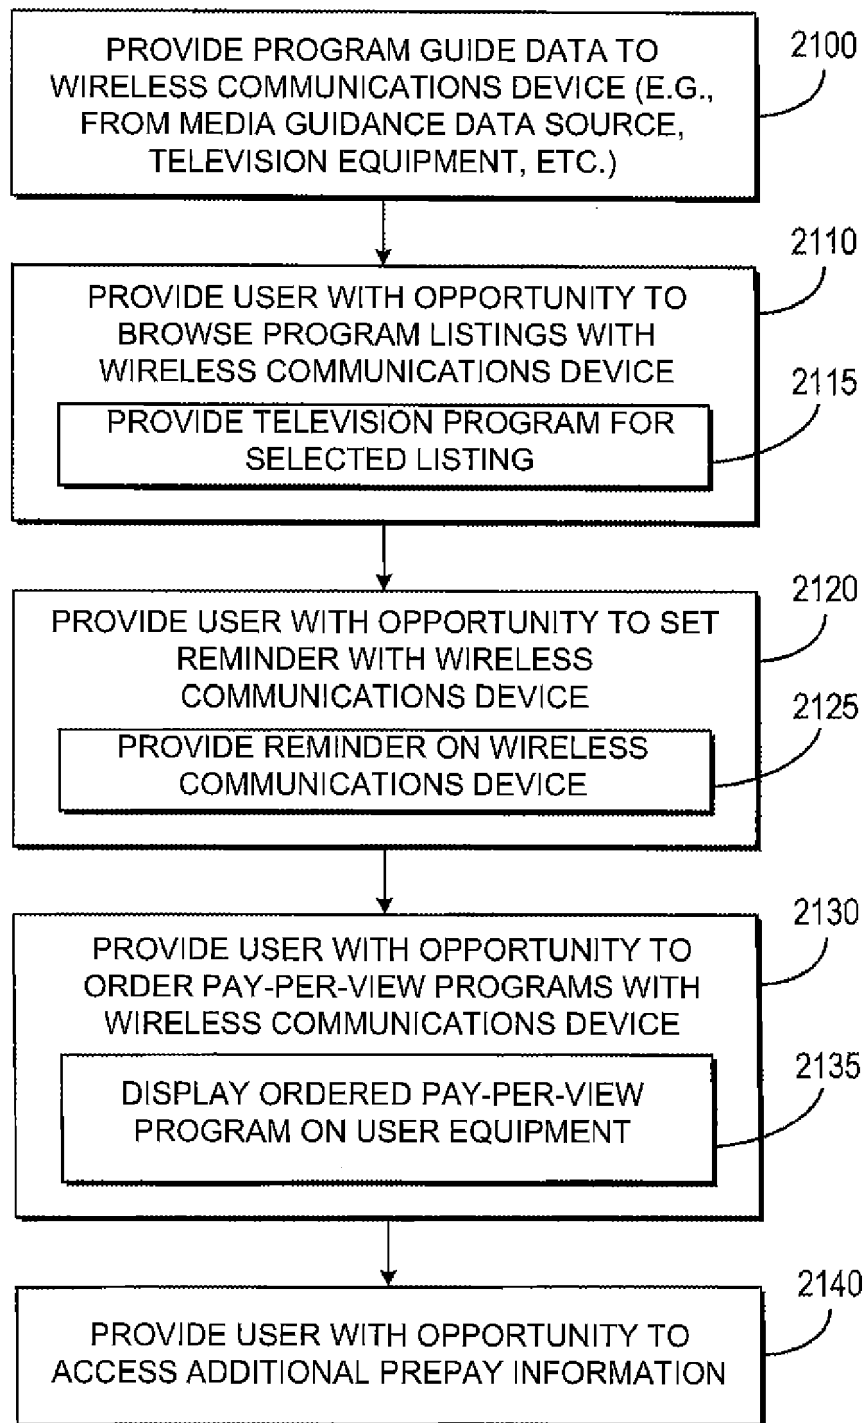 PROVIDE PROGRAM GUIDE DATA TO
WIRELESS COMMUNICATIONS DEVICE (E.G.,
FROM MEDIA GUIDANCE DATA SOURCE,
TELEVISION EQUIPMENT, ETC.)
2100
PROVIDE USER WITH OPPORTUNITY TO
BROWSE PROGRAM LISTINGS WITH
WIRELESS COMMUNICATIONS DEVICE
2110
PROVIDE TELEVISION PROGRAM FOR
SELECTED LISTING
2115
PROVIDE USER WITH OPPORTUNITY TO SET
REMINDER WITH WIRELESS
COMMUNICATIONS DEVICE
2120
PROVIDE REMINDER ON WIRELESS
COMMUNICATIONS DEVICE
2125
PROVIDE USER WITH OPPORTUNITY TO
ORDER PAY-PER-VIEW PROGRAMS WITH
WIRELESS COMMUNICATIONS DEVICE
2130
DISPLAY ORDERED PAY-PER-VIEW
PROGRAM ON USER EQUIPMENT
2135
PROVIDE USER WITH OPPORTUNITY TO
ACCESS ADDITIONAL PREPAY INFORMATION
2140